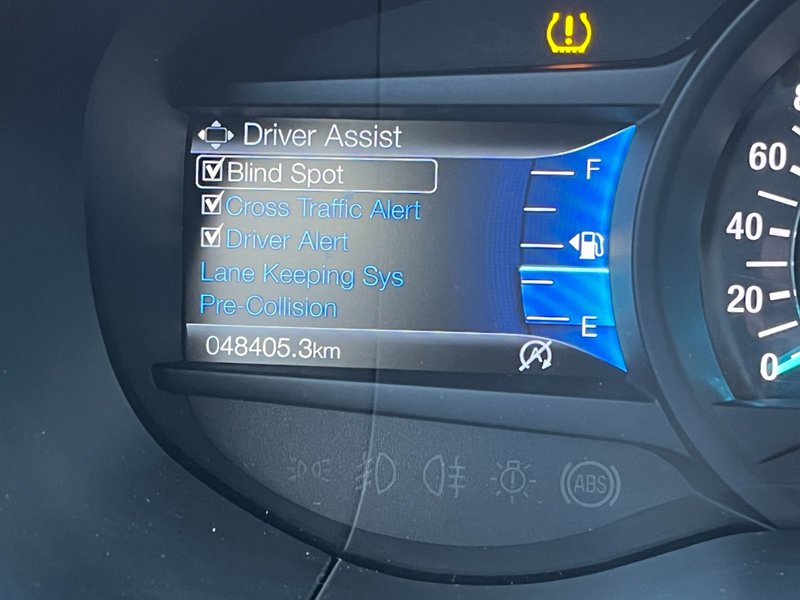 Driver Assist
Blind Spot
Cross Traffic Alert
Driver Alert
Lane Keeping Sys
Pre-Collision
048405.3km
F
E
60
40
20
0
ABS